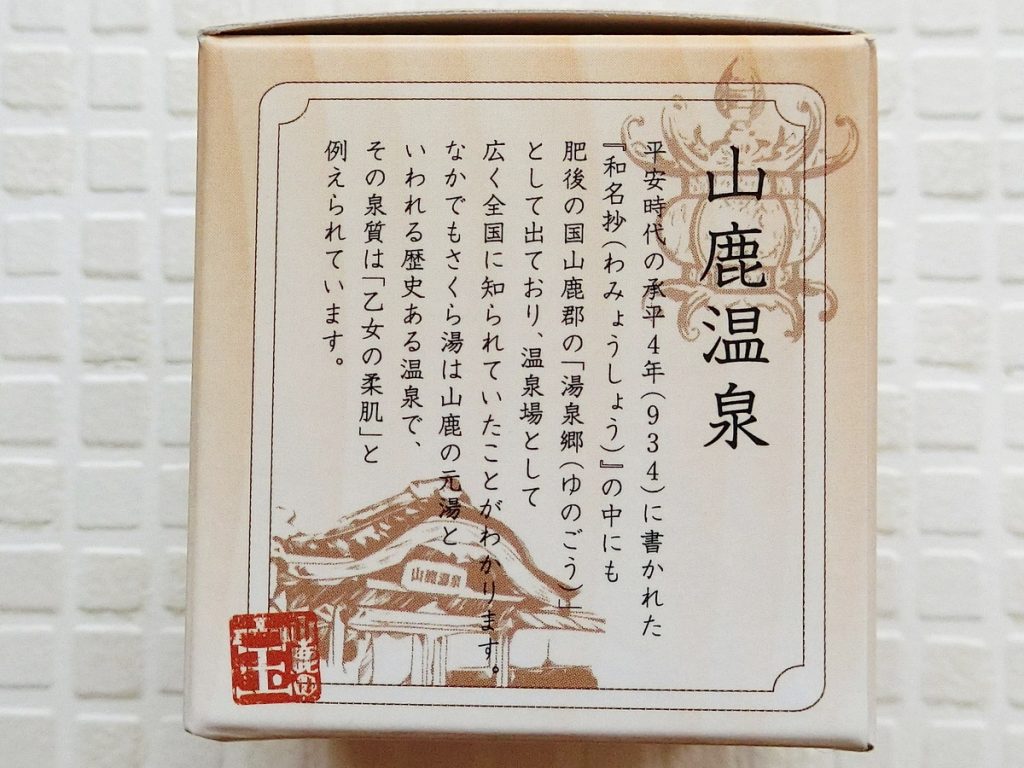 山鹿温泉
平安時代の承平4年(934)に書かれた
『和名抄(わみょうしょう)』の中にも
肥後の国山鹿郡の「湯泉郷(ゆのごう)」
として出ており、温泉場として
広く全国に知られていたことがわかります。
なかでもさくら湯は山鹿の元湯と
いわれる歴史ある温泉で、
その泉質は「乙女の柔肌」と
例えられています。
山鹿温泉
山鹿の
玉